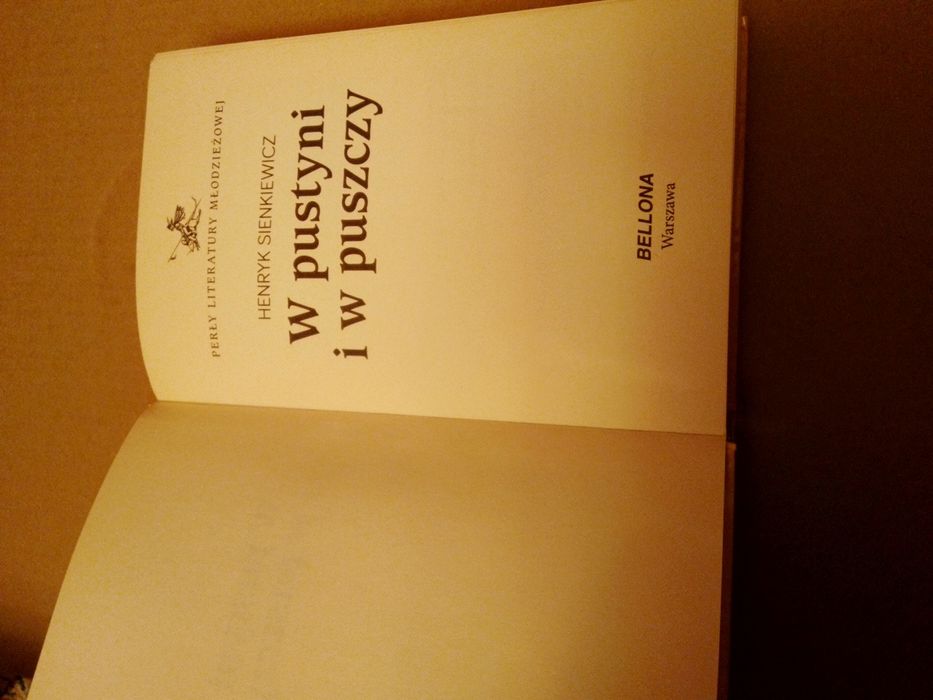 PERŁY LITERATURY MŁODZIEŻOWEJ
HENRYK SIENKIEWICZ
W pustyni
i w puszczy
BELLONA
Warszawa